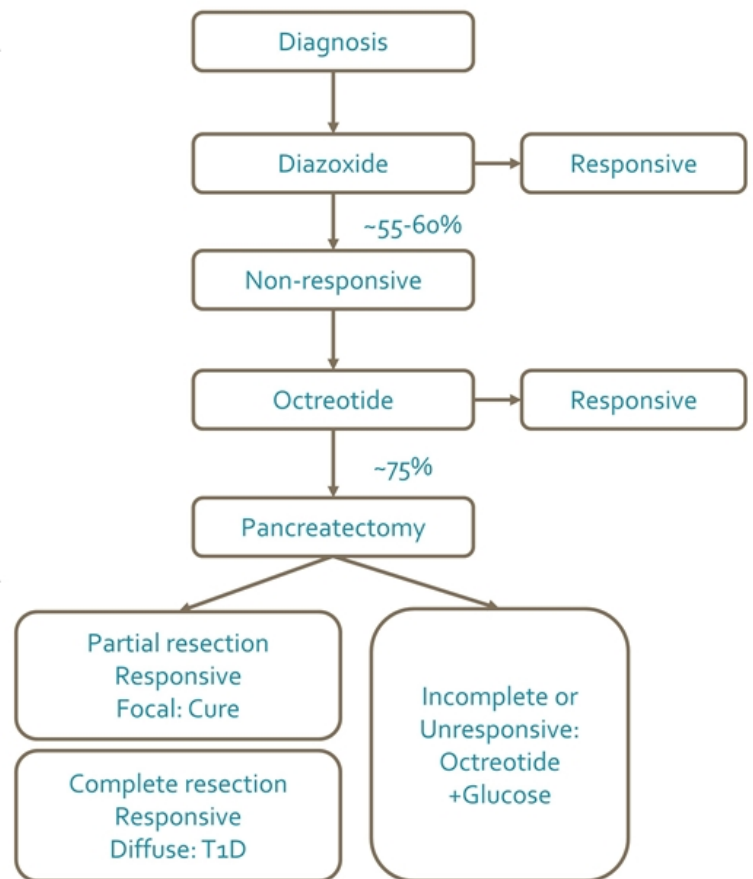 Diagnosis
Diazoxide
Responsive
~55-60%
Non-responsive
Octreotide
Responsive
~75%
Pancreatectomy
Partial resection
Responsive
Focal: Cure
Complete resection
Responsive
Diffuse: T1D
Incomplete or
Unresponsive:
Octreotide
+Glucose